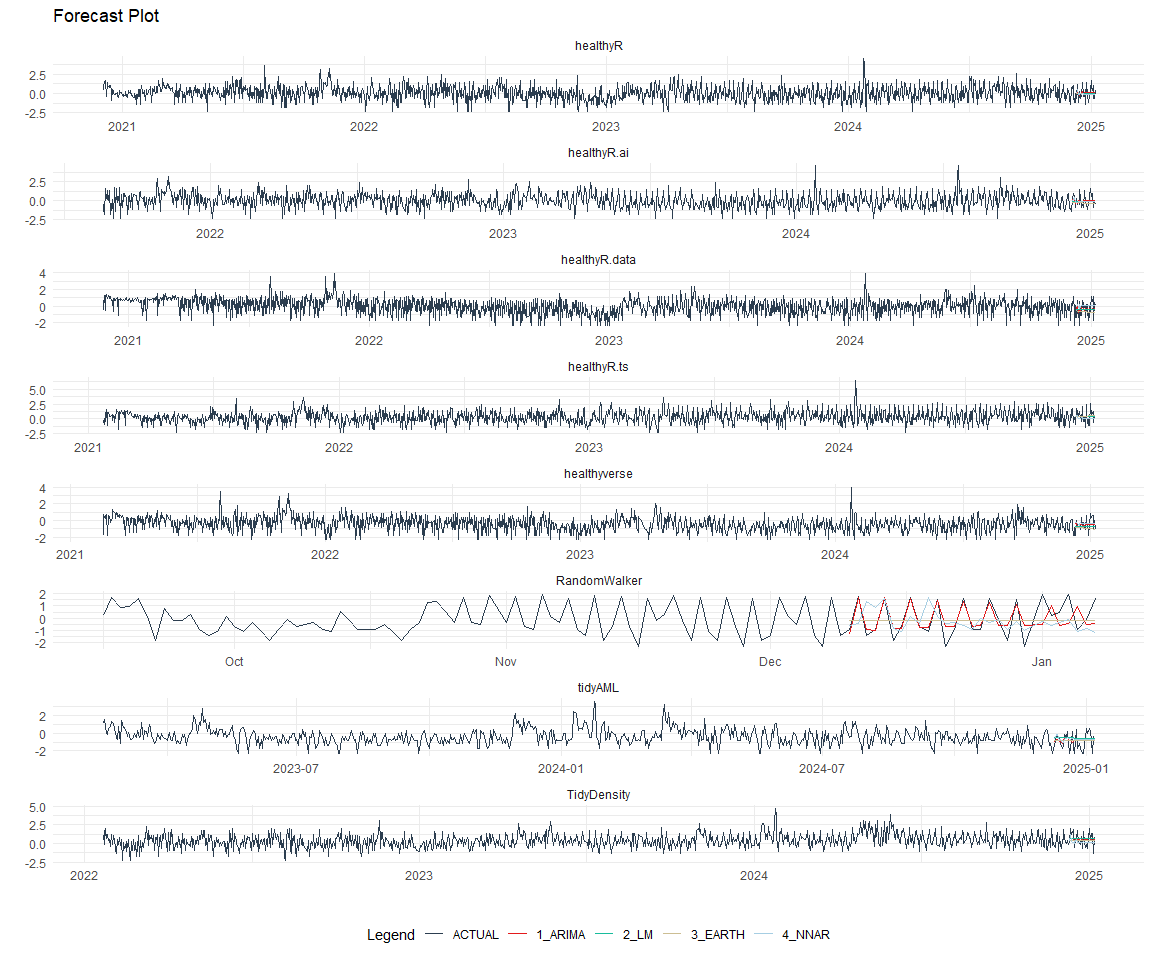 Forecast Plot
healthyR
2.5
0.0
-2.5
2021 2022 2023 2024 2025
healthyR.ai
2.5
0.0
-2.5
2022 2023 2024 2025
healthyR.data
4
2
0
-2
2021 2022 2023 2024 2025
healthyR.ts
5.0
2.5
0.0
-2.5
2021 2022 2023 2024 2025
healthyverse
4
2
0
-2
2021 2022 2023 2024 2025
RandomWalker
2
1
0
-1
-2
Oct Nov Dec Jan
tidyAML
2
0
-2
2023-07 2024-01 2024-07 2025-01
TidyDensity
5.0
2.5
0.0
-2.5
2022 2023 2024 2025
Legend ACTUAL 1_ARIMA 2_LM 3_EARTH 4_NNAR